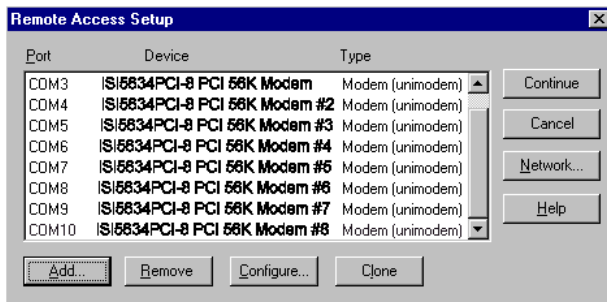 Remote Access Setup
Port Device Type
COM3 ISI5634PCI-8 PCI 56K Modem Modem (unimodem)
COM4 ISI5634PCI-8 PCI 56K Modem #2 Modem (unimodem)
COM5 ISI5634PCI-8 PCI 56K Modem #3 Modem (unimodem)
COM6 ISI5634PCI-8 PCI 56K Modem #4 Modem (unimodem)
COM7 ISI5634PCI-8 PCI 56K Modem #5 Modem (unimodem)
COM8 ISI5634PCI-8 PCI 56K Modem #6 Modem (unimodem)
COM9 ISI5634PCI-8 PCI 56K Modem #7 Modem (unimodem)
COM10 ISI5634PCI-8 PCI 56K Modem #8 Modem (unimodem)
Continue
Cancel
Network...
Help
Add... Remove Configure... Clone